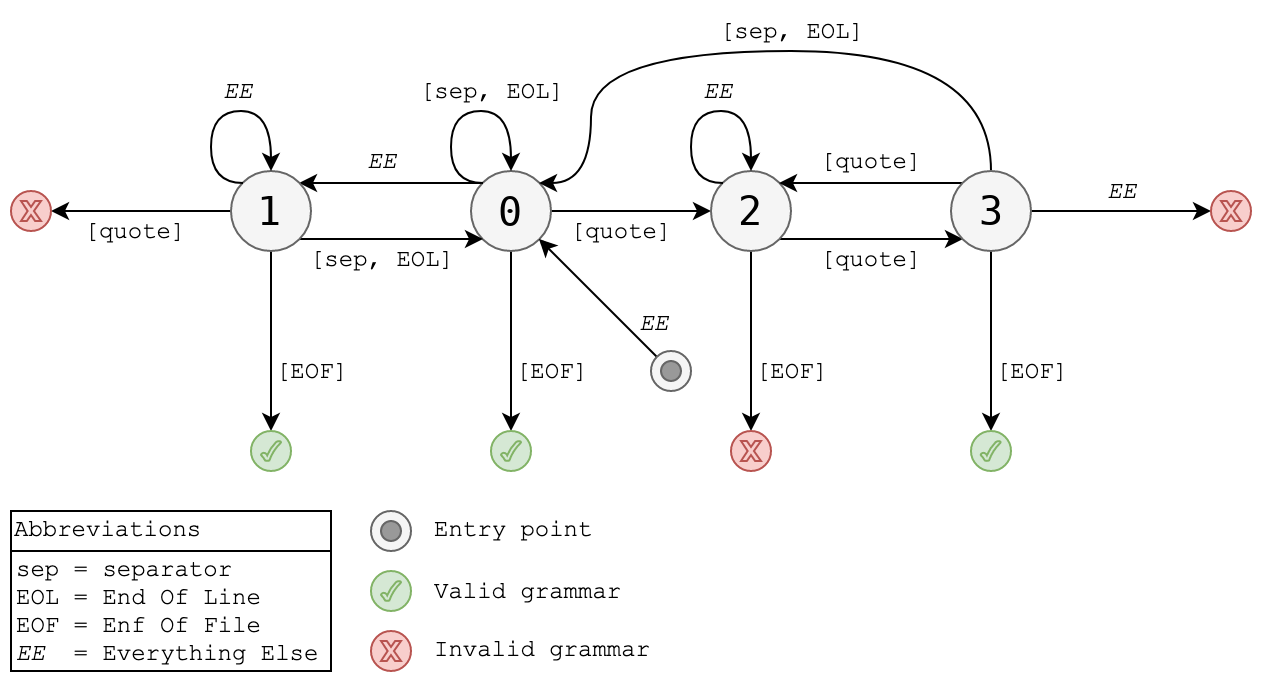 [sep, EOL]
EE
[sep, EOL]
EE
EE
[quote]
EE
1
0
2
3
[quote]
[quote]
[sep, EOL]
[quote]
EE
[EOF]
[EOF]
[EOF]
[EOF]
Abbreviations
sep = separator
EOL = End Of Line
EOF = Enf Of File
EE = Everything Else
Entry point
Valid grammar
Invalid grammar